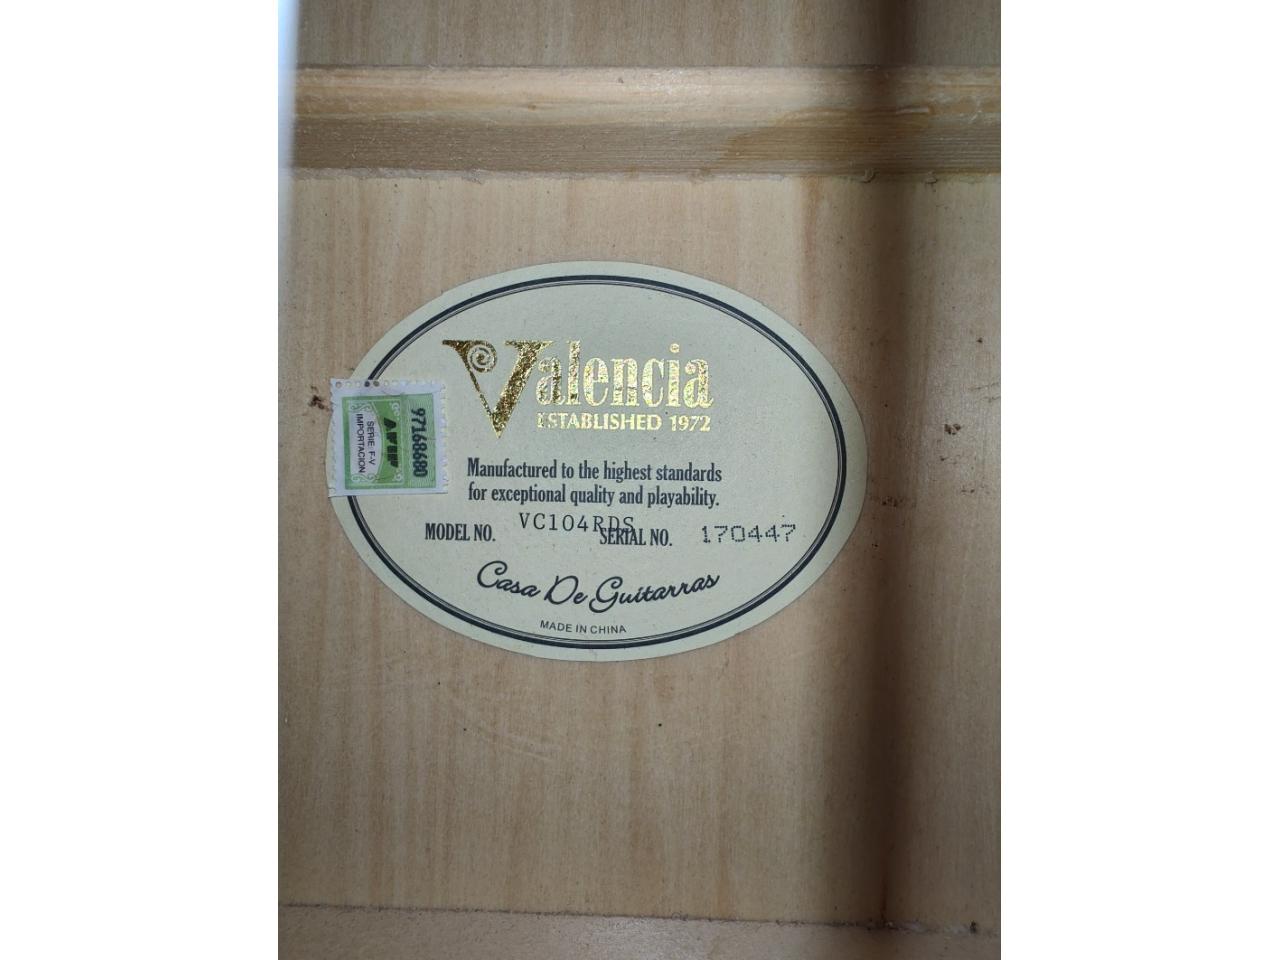 Valencia
ESTABLISHED 1972
Manufactured to the highest standards
for exceptional quality and playability.
MODEL NO. VC104RDS SERIAL NO. 170447
Casa De Guitarras
MADE IN CHINA
97168680
AFIP
SERIE: F-V
IMPORTACION